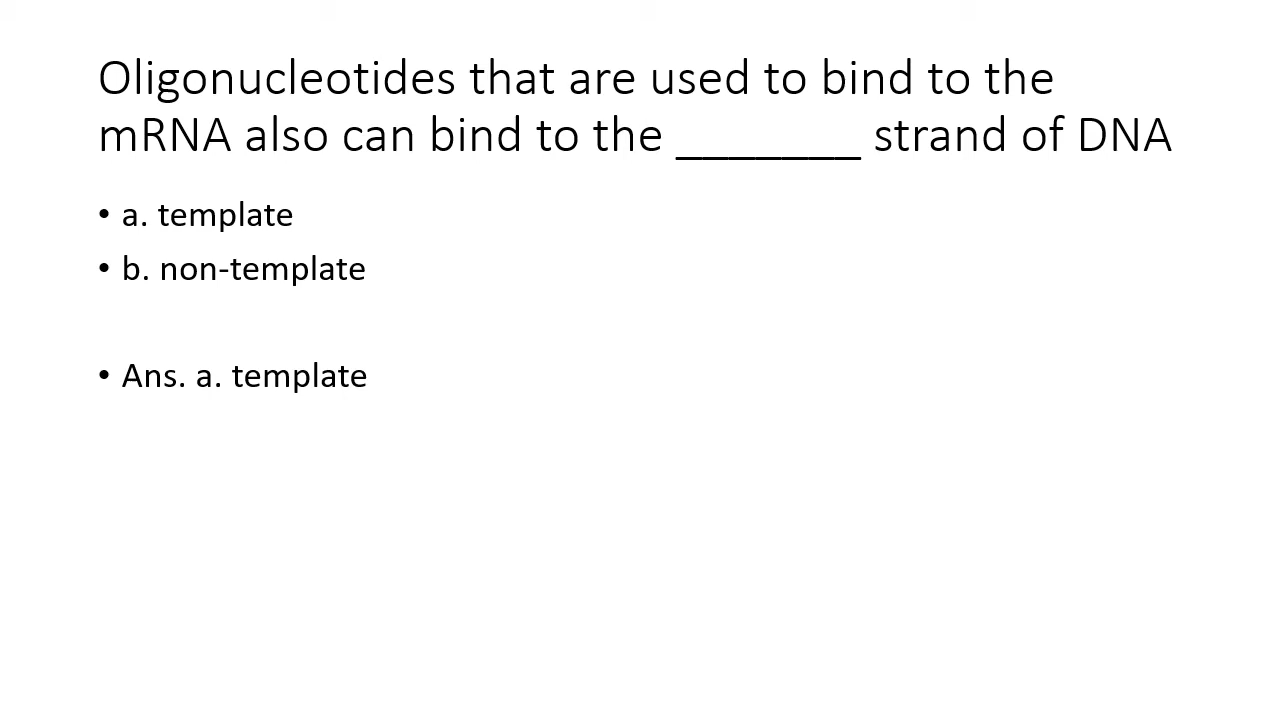 Oligonucleotides that are used to bind to the
mRNA also can bind to the _______ strand of DNA
• a. template
• b. non-template
• Ans. a. template